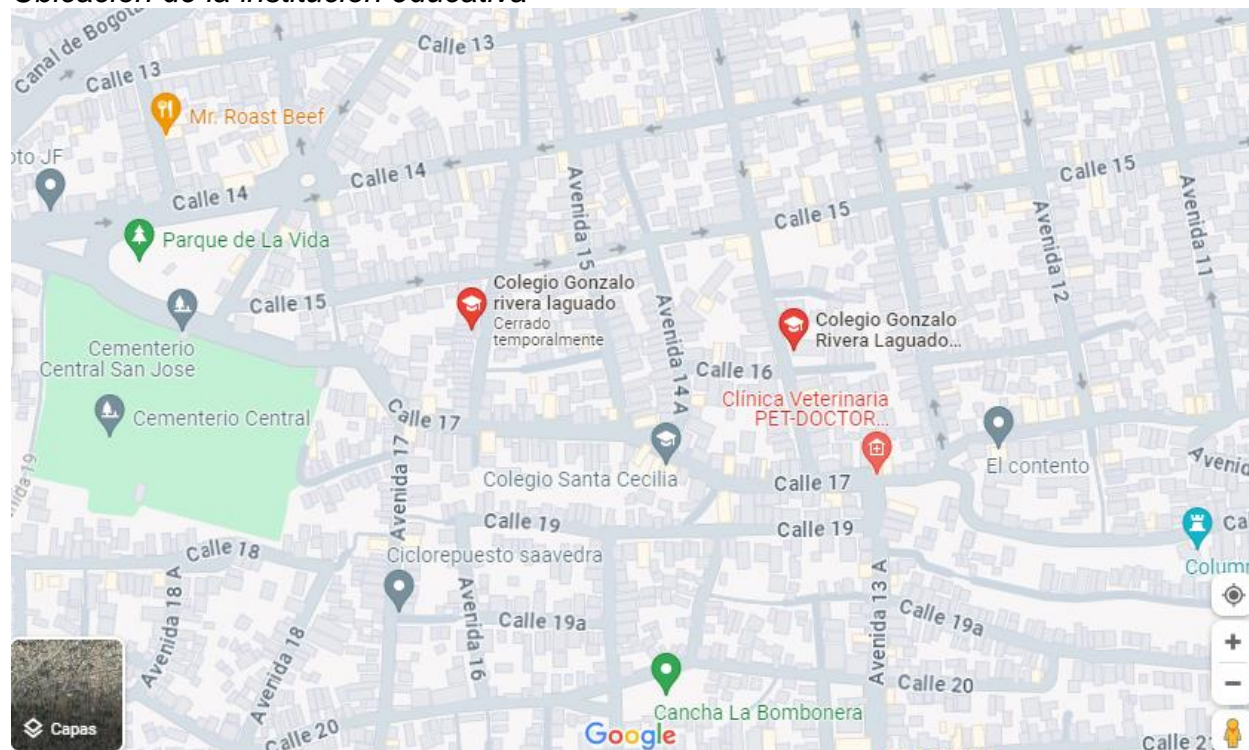 Ubicación de la institución educativa
Canal de Bogotá
Calle 13
Calle 13
Mr. Roast Beef
oto JF
Calle 14
Calle 14
Calle 15
Avenida 15
Avenida 11
Calle 15
Avenida 12
Parque de La Vida
Calle 15
Colegio Gonzalo
rivera laguado
Cerrado
temporalmente
Avenida 14 A
Colegio Gonzalo
Rivera Laguado...
Cementerio
Central San Jose
Calle 16
Clínica Veterinaria
PET-DOCTOR...
Cementerio Central
Calle 17
Avenida 17
Colegio Santa Cecilia
Calle 17
El contento
Calle 19
Calle 19
Calle 18
Ciclorepuesto saavedra
Avenida 18 A
Avenida 18
Avenida 16
Calle 19a
Avenida 13 A
Calle 19a
Calle 20
Cancha La Bombonera
Calle 20
Capas
Google